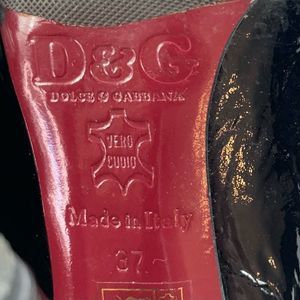 D&G
DOLCE & GABBANA
VERO
CUOIO
Made in Italy
37